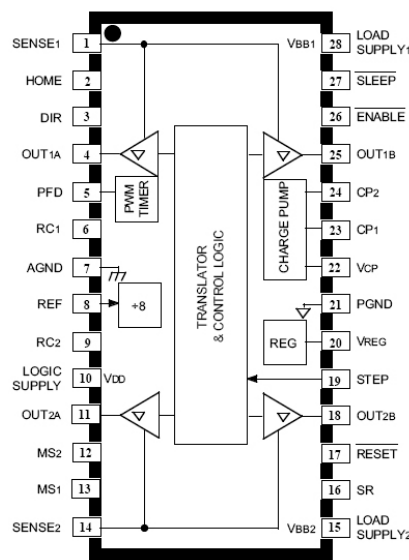 SENSE1 1 VBB1 28 LOAD SUPPLY1
HOME 2 27 SLEEP
DIR 3 26 ENABLE
OUT1A 4 25 OUT1B
PFD 5 PWM TIMER CHARGE PUMP 24 CP2
RC1 6 23 CP1
AGND 7 22 VCP
TRANSLATOR & CONTROL LOGIC
REF 8 ÷8 21 PGND
RC2 9 REG 20 VREG
LOGIC SUPPLY 10 VDD 19 STEP
OUT2A 11 18 OUT2B
MS2 12 17 RESET
MS1 13 16 SR
SENSE2 14 VBB2 15 LOAD SUPPLY2